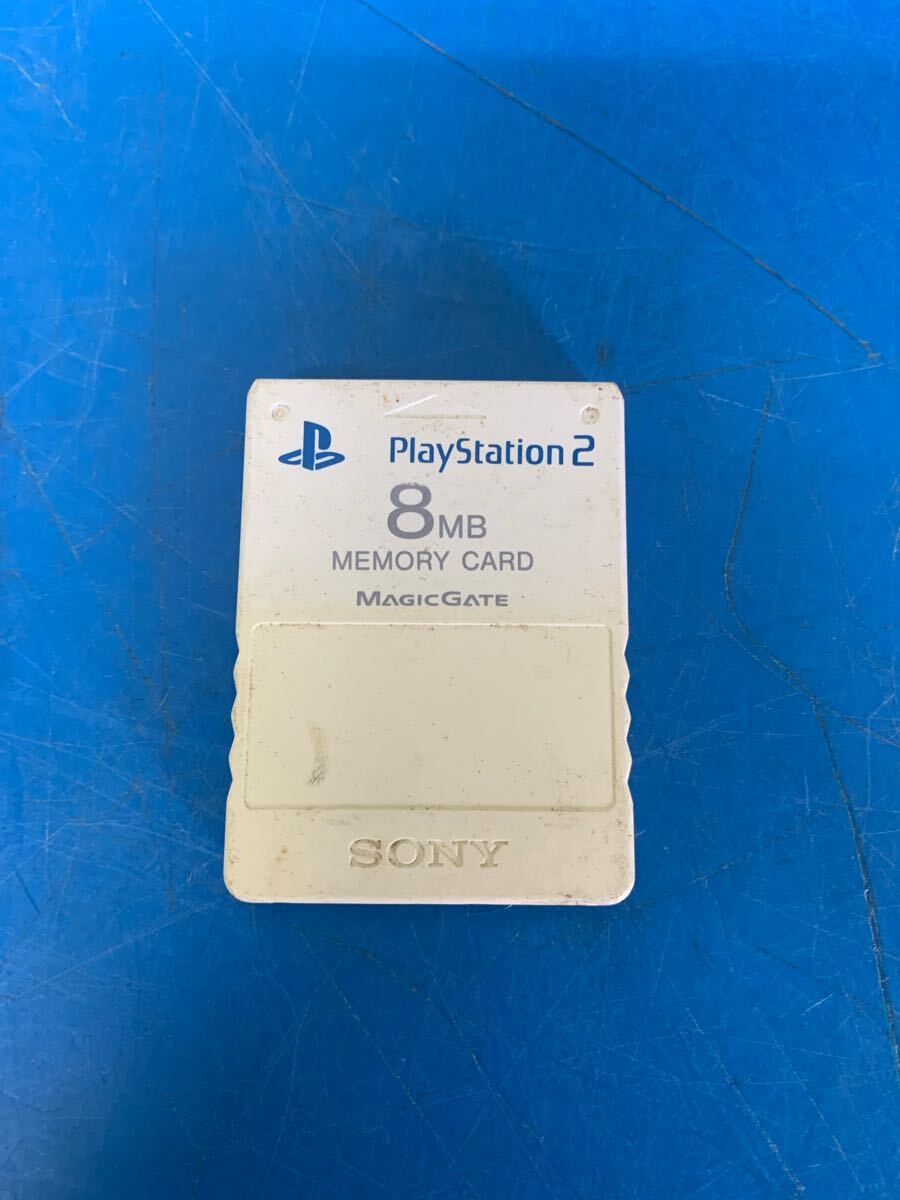 PlayStation 2
8MB
MEMORY CARD
MAGICGATE
SONY